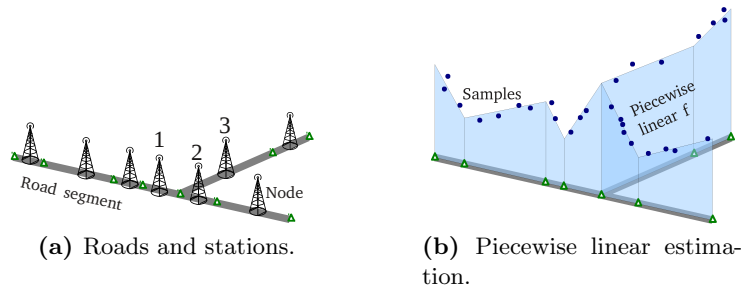 1
3
2
Road segment
Node
Samples
Piecewise
linear f
(a) Roads and stations.
(b) Piecewise linear estima-
tion.